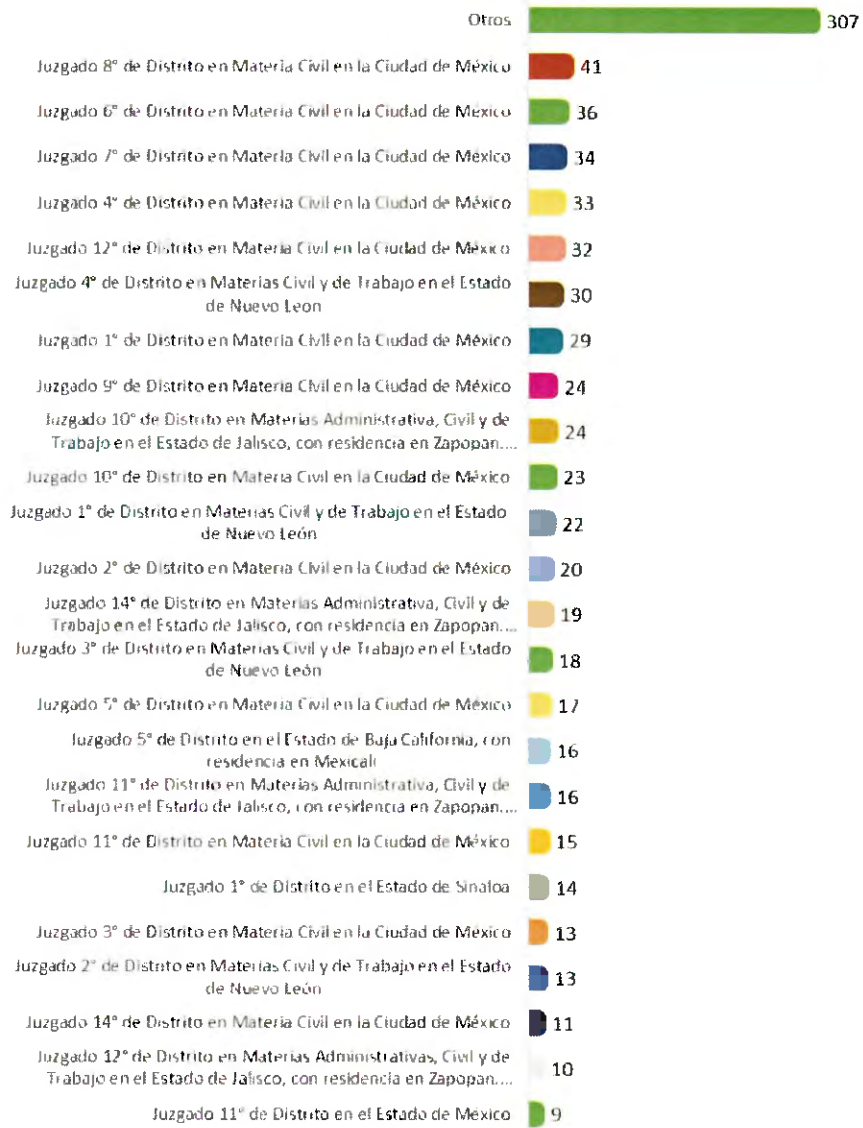 Otros 307
Juzgado 8° de Distrito en Materia Civil en la Ciudad de México 41
Juzgado 6° de Distrito en Materia Civil en la Ciudad de México 36
Juzgado 7° de Distrito en Materia Civil en la Ciudad de México 34
Juzgado 4° de Distrito en Materia Civil en la Ciudad de México 33
Juzgado 12° de Distrito en Materia Civil en la Ciudad de México 32
Juzgado 4° de Distrito en Materias Civil y de Trabajo en el Estado
de Nuevo León 30
Juzgado 1° de Distrito en Materia Civil en la Ciudad de México 29
Juzgado 9° de Distrito en Materia Civil en la Ciudad de México 24
Juzgado 10° de Distrito en Materias Administrativa, Civil y de
Trabajo en el Estado de Jalisco, con residencia en Zapopan.... 24
Juzgado 10° de Distrito en Materia Civil en la Ciudad de México 23
Juzgado 1° de Distrito en Materias Civil y de Trabajo en el Estado
de Nuevo León 22
Juzgado 2° de Distrito en Materia Civil en la Ciudad de México 20
Juzgado 14° de Distrito en Materias Administrativa, Civil y de
Trabajo en el Estado de Jalisco, con residencia en Zapopan.... 19
Juzgado 3° de Distrito en Materias Civil y de Trabajo en el Estado
de Nuevo León 18
Juzgado 5° de Distrito en Materia Civil en la Ciudad de México 17
Juzgado 5° de Distrito en el Estado de Baja California, con
residencia en Mexicali 16
Juzgado 11° de Distrito en Materias Administrativa, Civil y de
Trabajo en el Estado de Jalisco, con residencia en Zapopan.... 16
Juzgado 11° de Distrito en Materia Civil en la Ciudad de México 15
Juzgado 1° de Distrito en el Estado de Sinaloa 14
Juzgado 3° de Distrito en Materia Civil en la Ciudad de México 13
Juzgado 2° de Distrito en Materias Civil y de Trabajo en el Estado
de Nuevo León 13
Juzgado 14° de Distrito en Materia Civil en la Ciudad de México 11
Juzgado 12° de Distrito en Materias Administrativas, Civil y de
Trabajo en el Estado de Jalisco, con residencia en Zapopan.... 10
Juzgado 11° de Distrito en el Estado de México 9